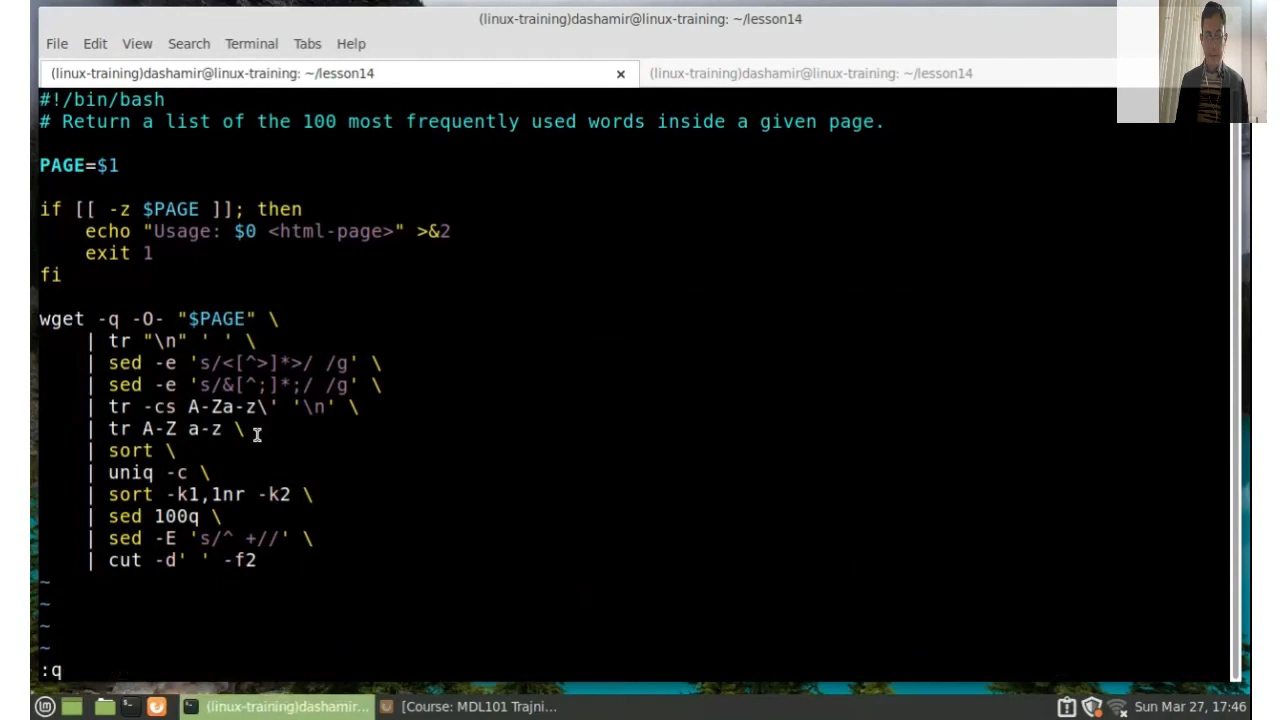 (linux-training)dashamir@linux-training: ~/lesson14
File Edit View Search Terminal Tabs Help
(linux-training)dashamir@linux-training: ~/lesson14 × (linux-training)dashamir@linux-training: ~/lesson14
#!/bin/bash
# Return a list of the 100 most frequently used words inside a given page.
PAGE=$1
if [[ -z $PAGE ]]; then
    echo "Usage: $0 <html-page>" >&2
    exit 1
fi
wget -q -O- "$PAGE" \
    | tr "\n" ' ' \
    | sed -e 's/<[^>]*>/ /g' \
    | sed -e 's/&[^;]*;/ /g' \
    | tr -cs A-Za-z\' '\n' \
    | tr A-Z a-z \
    | sort \
    | uniq -c \
    | sort -k1,1nr -k2 \
    | sed 100q \
    | sed -E 's/^ +//' \
    | cut -d' ' -f2
~
~
~
~
:q
(linux-training)dashamir... [Course: MDL101 Trajni... Sun Mar 27, 17:46